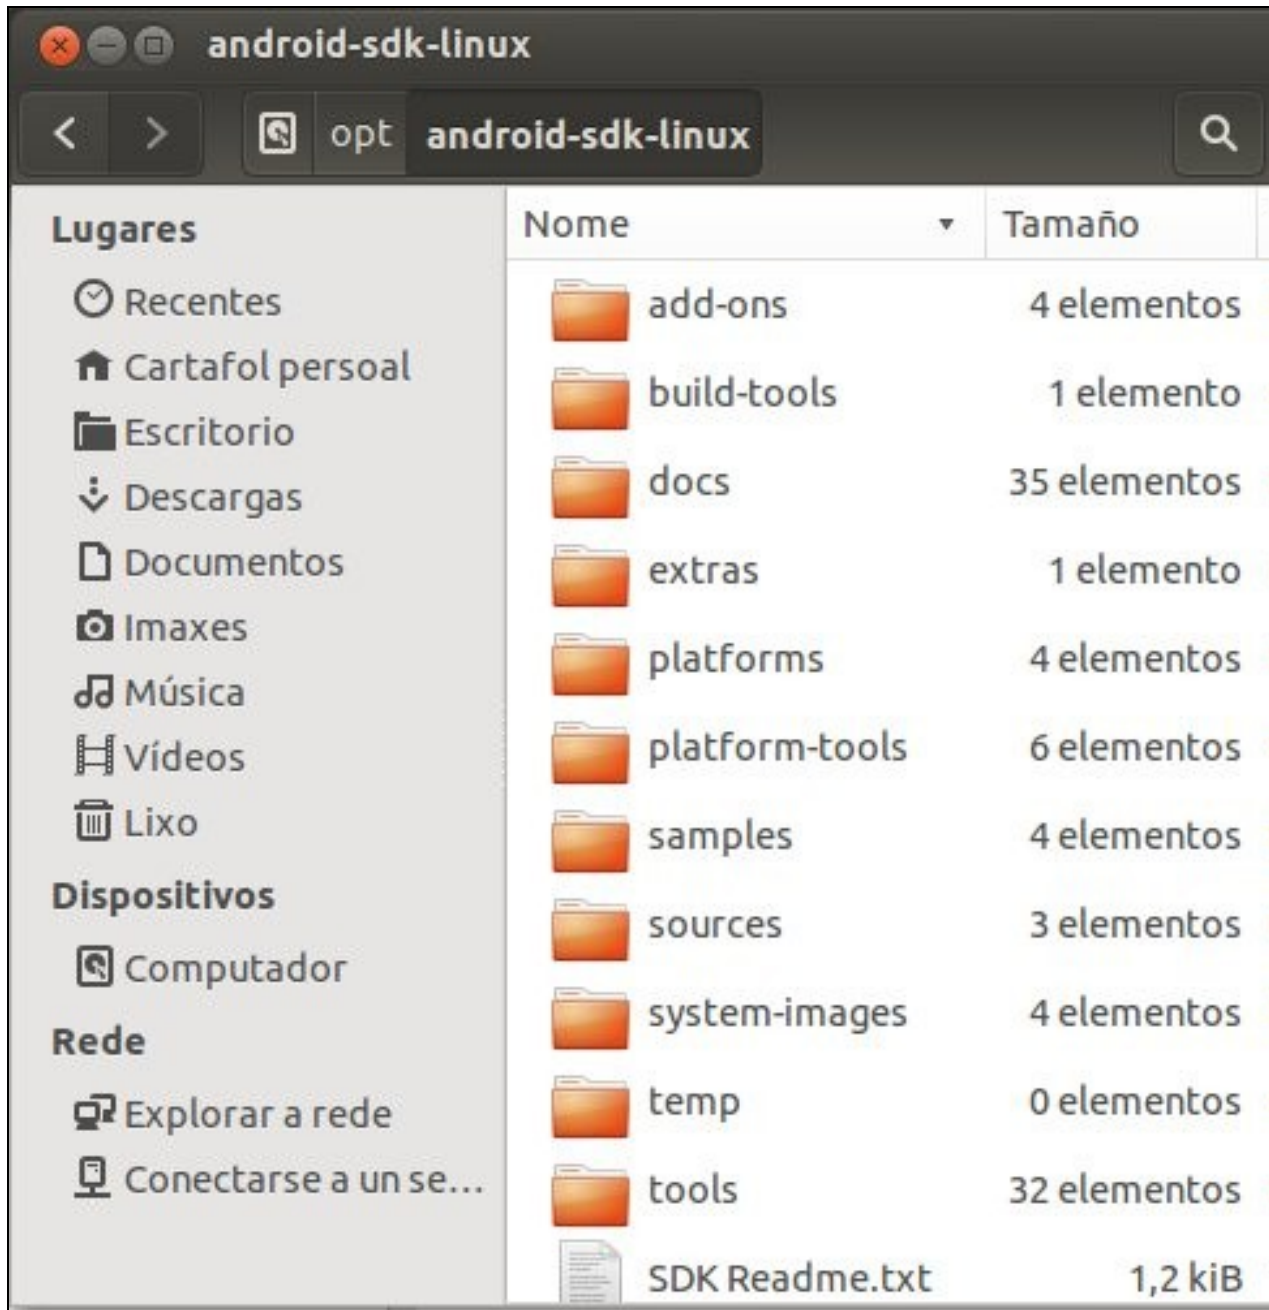 android-sdk-linux
opt android-sdk-linux
Lugares
Recentes
Cartafol persoal
Escritorio
Descargas
Documentos
Imaxes
Música
Vídeos
Lixo
Dispositivos
Computador
Rede
Explorar a rede
Conectarse a un se...
Nome Tamaño
add-ons 4 elementos
build-tools 1 elemento
docs 35 elementos
extras 1 elemento
platforms 4 elementos
platform-tools 6 elementos
samples 4 elementos
sources 3 elementos
system-images 4 elementos
temp 0 elementos
tools 32 elementos
SDK Readme.txt 1,2 kiB